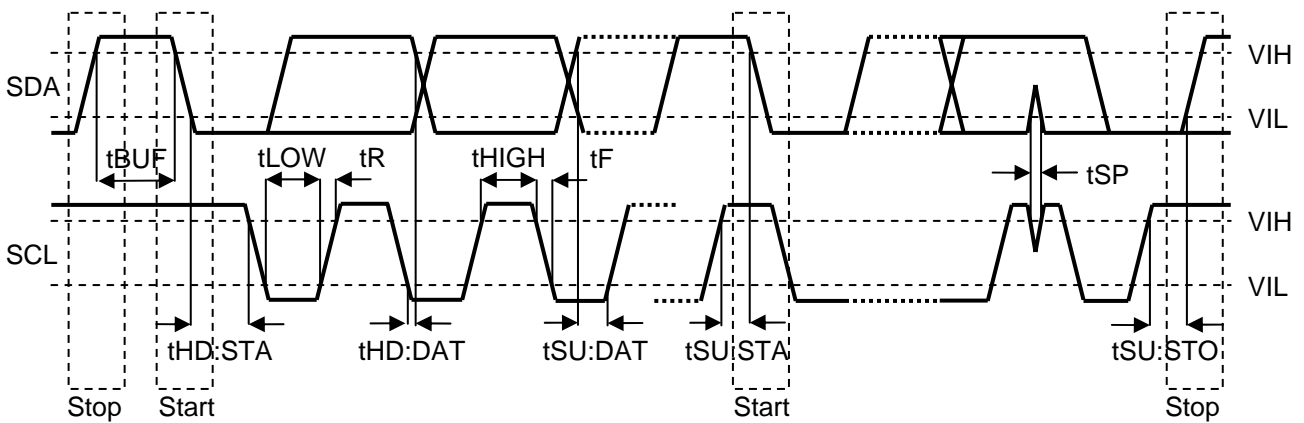 SDA
VIH
VIL
tBUF
tLOW
tR
tHIGH
tF
tSP
SCL
VIH
VIL
tHD:STA
tHD:DAT
tSU:DAT
tSU:STA
tSU:STO
Stop
Start
Start
Stop